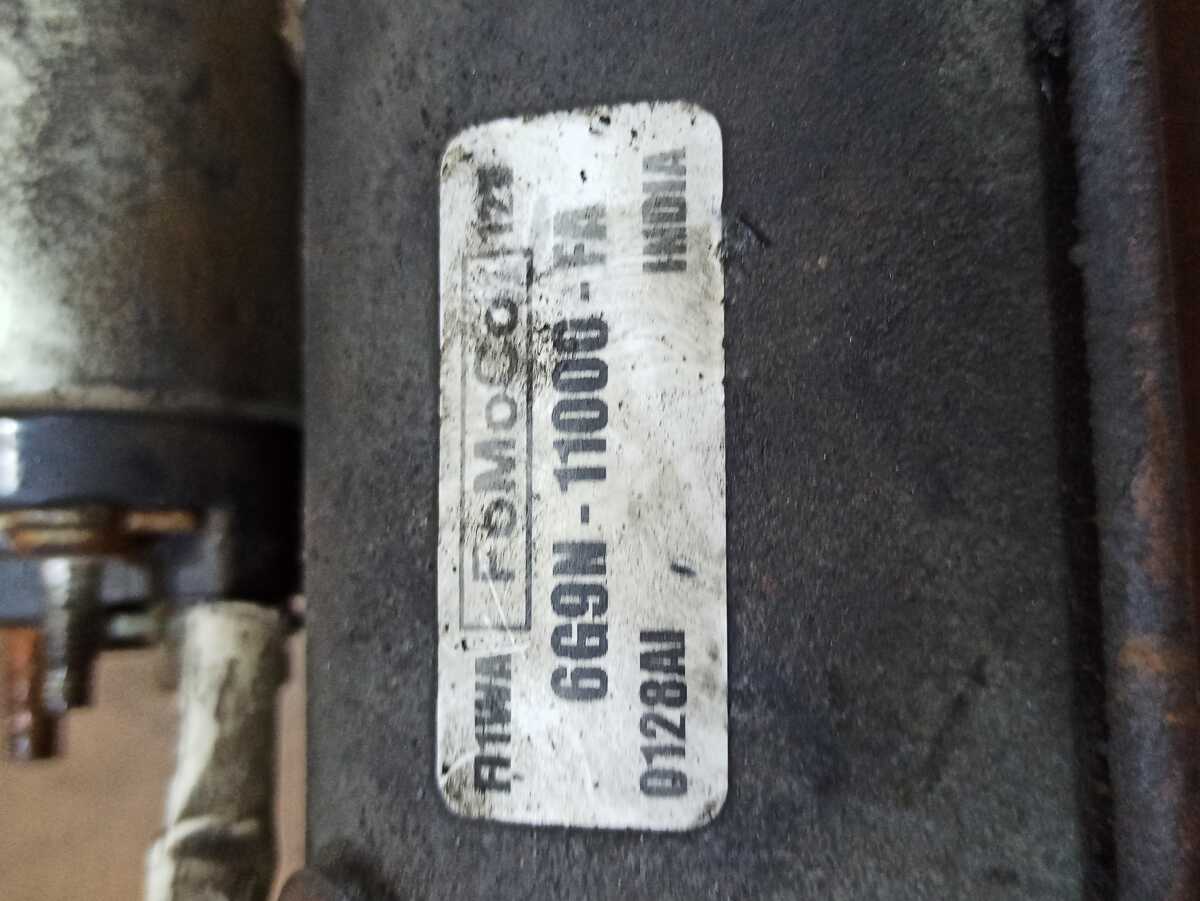 FoMoCo
6G9N - 11000 - FA
0128AI INDIA